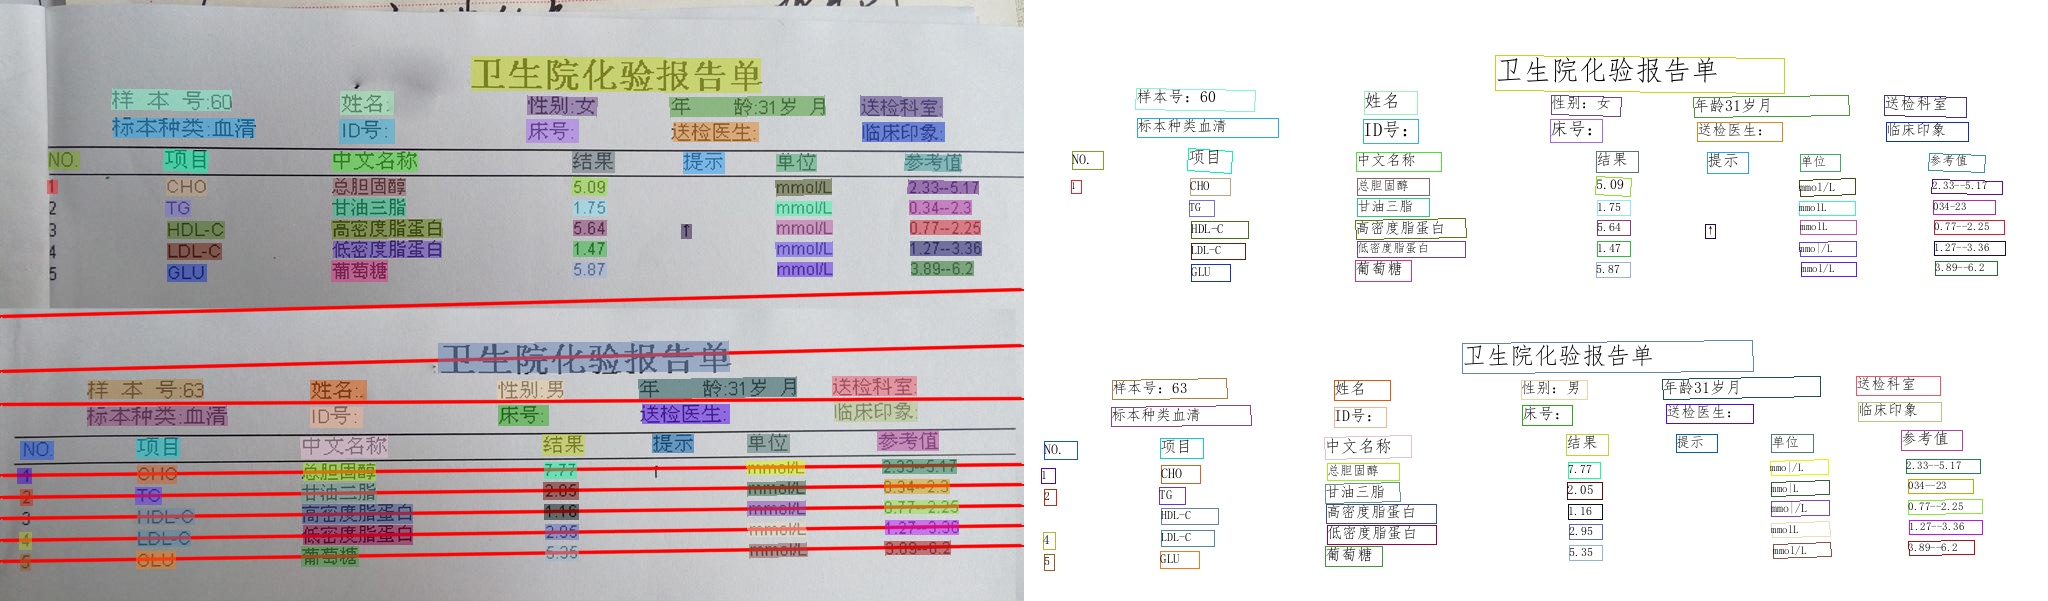 卫生院化验报告单
样 本 号:60 姓名: 性别:女 年 龄:31岁 月 送检科室
标本种类:血清 ID号: 床号: 送检医生: 临床印象:
NO. 项目 中文名称 结果 提示 单位 参考值
1 CHO 总胆固醇 5.09 mmol/L 2.33--5.17
2 TG 甘油三脂 1.75 mmol/L 0.34--2.3
3 HDL-C 高密度脂蛋白 5.64 ↑ mmol/L 0.77--2.25
4 LDL-C 低密度脂蛋白 1.47 mmol/L 1.27--3.36
5 GLU 葡萄糖 5.87 mmol/L 3.89--6.2
卫生院化验报告单
样 本 号:63 姓名: 性别:男 年 龄:31岁 月 送检科室:
标本种类:血清 ID号: 床号: 送检医生: 临床印象:
NO. 项目 中文名称 结果 提示 单位 参考值
1 CHO 总胆固醇 7.77 ↑ mmol/L 2.33--5.17
2 TG 甘油三脂 2.05 mmol/L 0.34--2.3
3 HDL-C 高密度脂蛋白 1.16 mmol/L 0.77--2.25
4 LDL-C 低密度脂蛋白 2.95 mmol/L 1.27--3.36
5 GLU 葡萄糖 5.35 mmol/L 3.89--6.2
卫生院化验报告单
样本号: 60 姓名 性别: 女 年龄31岁月 送检科室
标本种类血清 ID号: 床号: 送检医生: 临床印象
NO. 项目 中文名称 结果 提示 单位 参考值
1 CHO 总胆固醇 5.09 mmol/L 2.33--5.17
TG 甘油三脂 1.75 mmolL 034-23
HDL-C 高密度脂蛋白 5.64 ↑ mmolL 0.77--2.25
LDL-C 低密度脂蛋白 1.47 mmo|/L 1.27--3.36
GLU 葡萄糖 5.87 mmol/L 3.89--6.2
卫生院化验报告单
样本号: 63 姓名 性别: 男 年龄31岁月 送检科室
标本种类血清 ID号: 床号: 送检医生: 临床印象
NO. 项目 中文名称 结果 提示 单位 参考值
1 CHO 总胆固醇 7.77 mmo|/L 2.33--5.17
2 TG 甘油三脂 2.05 mmo|L 034--23
HDL-C 高密度脂蛋白 1.16 mmo|/L 0.77--2.25
4 LDL-C 低密度脂蛋白 2.95 mmolL 1.27--3.36
5 GLU 葡萄糖 5.35 mmol/L 3.89--6.2